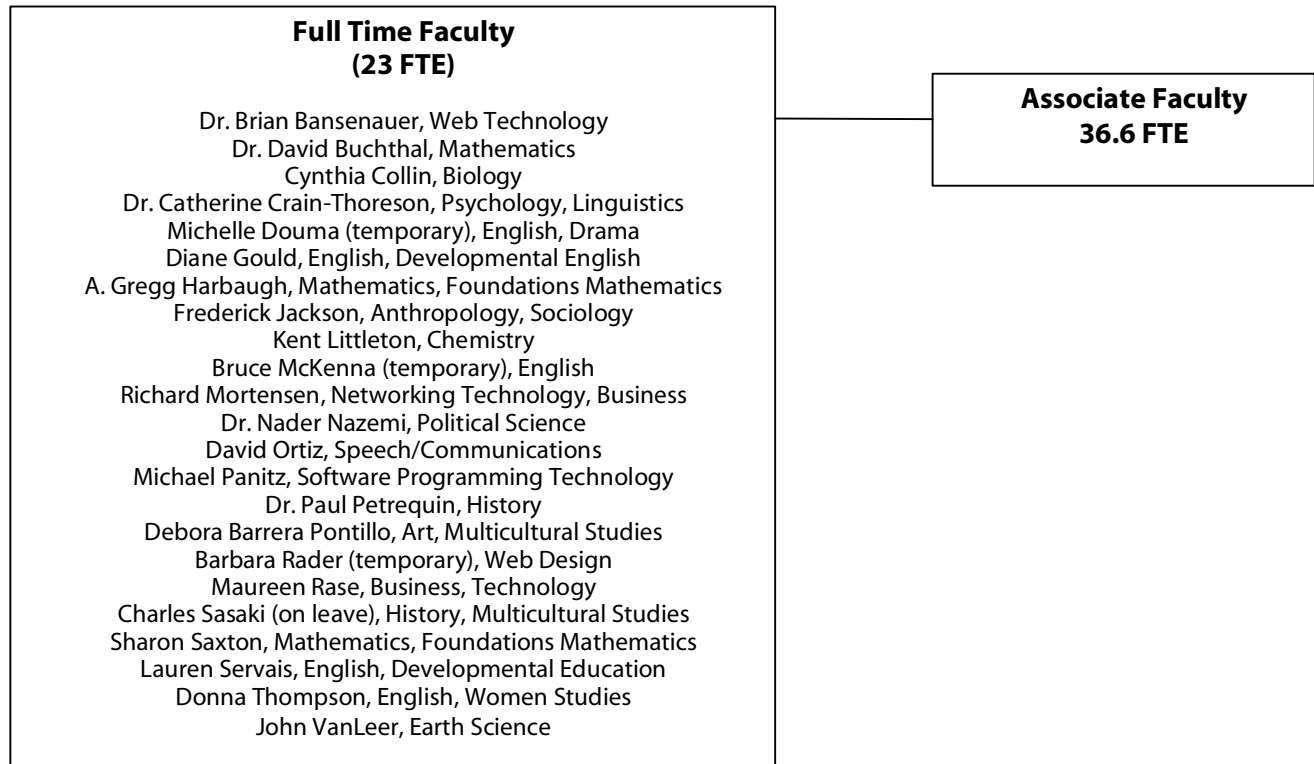 Full Time Faculty
(23 FTE)
Dr. Brian Bansenauer, Web Technology
Dr. David Buchthal, Mathematics
Cynthia Collin, Biology
Dr. Catherine Crain-Thoreson, Psychology, Linguistics
Michelle Douma (temporary), English, Drama
Diane Gould, English, Developmental English
A. Gregg Harbaugh, Mathematics, Foundations Mathematics
Frederick Jackson, Anthropology, Sociology
Kent Littleton, Chemistry
Bruce McKenna (temporary), English
Richard Mortensen, Networking Technology, Business
Dr. Nader Nazemi, Political Science
David Ortiz, Speech/Communications
Michael Panitz, Software Programming Technology
Dr. Paul Petrequin, History
Debora Barrera Pontillo, Art, Multicultural Studies
Barbara Rader (temporary), Web Design
Maureen Rase, Business, Technology
Charles Sasaki (on leave), History, Multicultural Studies
Sharon Saxton, Mathematics, Foundations Mathematics
Lauren Servais, English, Developmental Education
Donna Thompson, English, Women Studies
John VanLeer, Earth Science
Associate Faculty
36.6 FTE